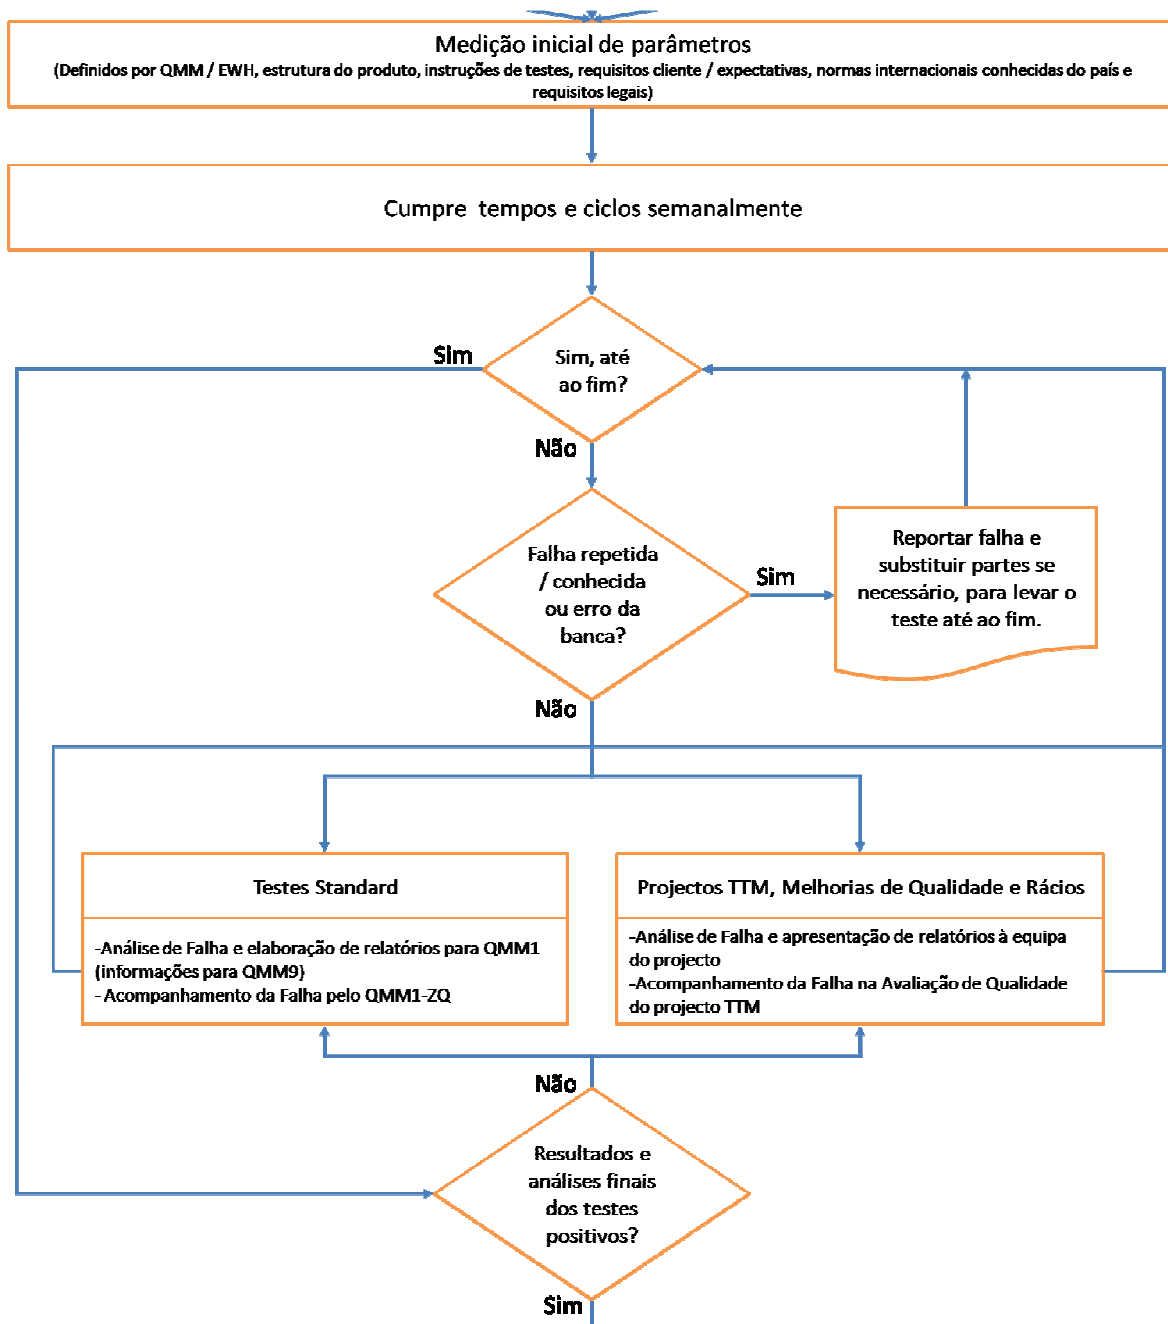 Medição inicial de parâmetros
(Definidos por QMM / EWH, estrutura do produto, instruções de testes, requisitos cliente / expectativas, normas internacionais conhecidas do país e
requisitos legais)
Cumpre tempos e ciclos semanalmente
Sim
Sim, até
ao fim?
Não
Falha repetida
/ conhecida
ou erro da
banca?
Sim
Reportar falha e
substituir partes se
necessário, para levar o
teste até ao fim.
Não
Testes Standard
-Análise de Falha e elaboração de relatórios para QMM1
(informações para QMM9)
- Acompanhamento da Falha pelo QMM1-ZQ
Projectos TTM, Melhorias de Qualidade e Rácios
-Análise de Falha e apresentação de relatórios à equipa
do projecto
-Acompanhamento da Falha na Avaliação de Qualidade
do projecto TTM
Não
Resultados e
análises finais
dos testes
positivos?
Sim